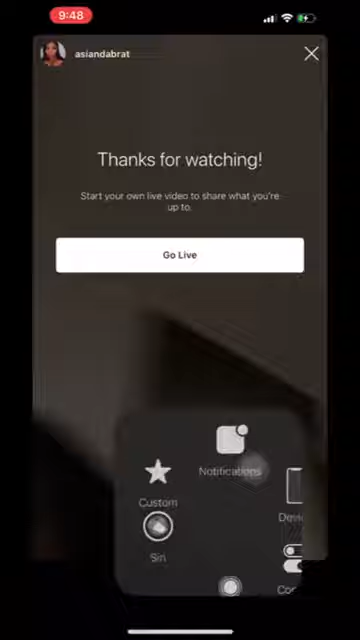 9:48
asiandabrat
Thanks for watching!
Start your own live video to share what you're
up to.
Go Live
Notifications
Custom
Siri